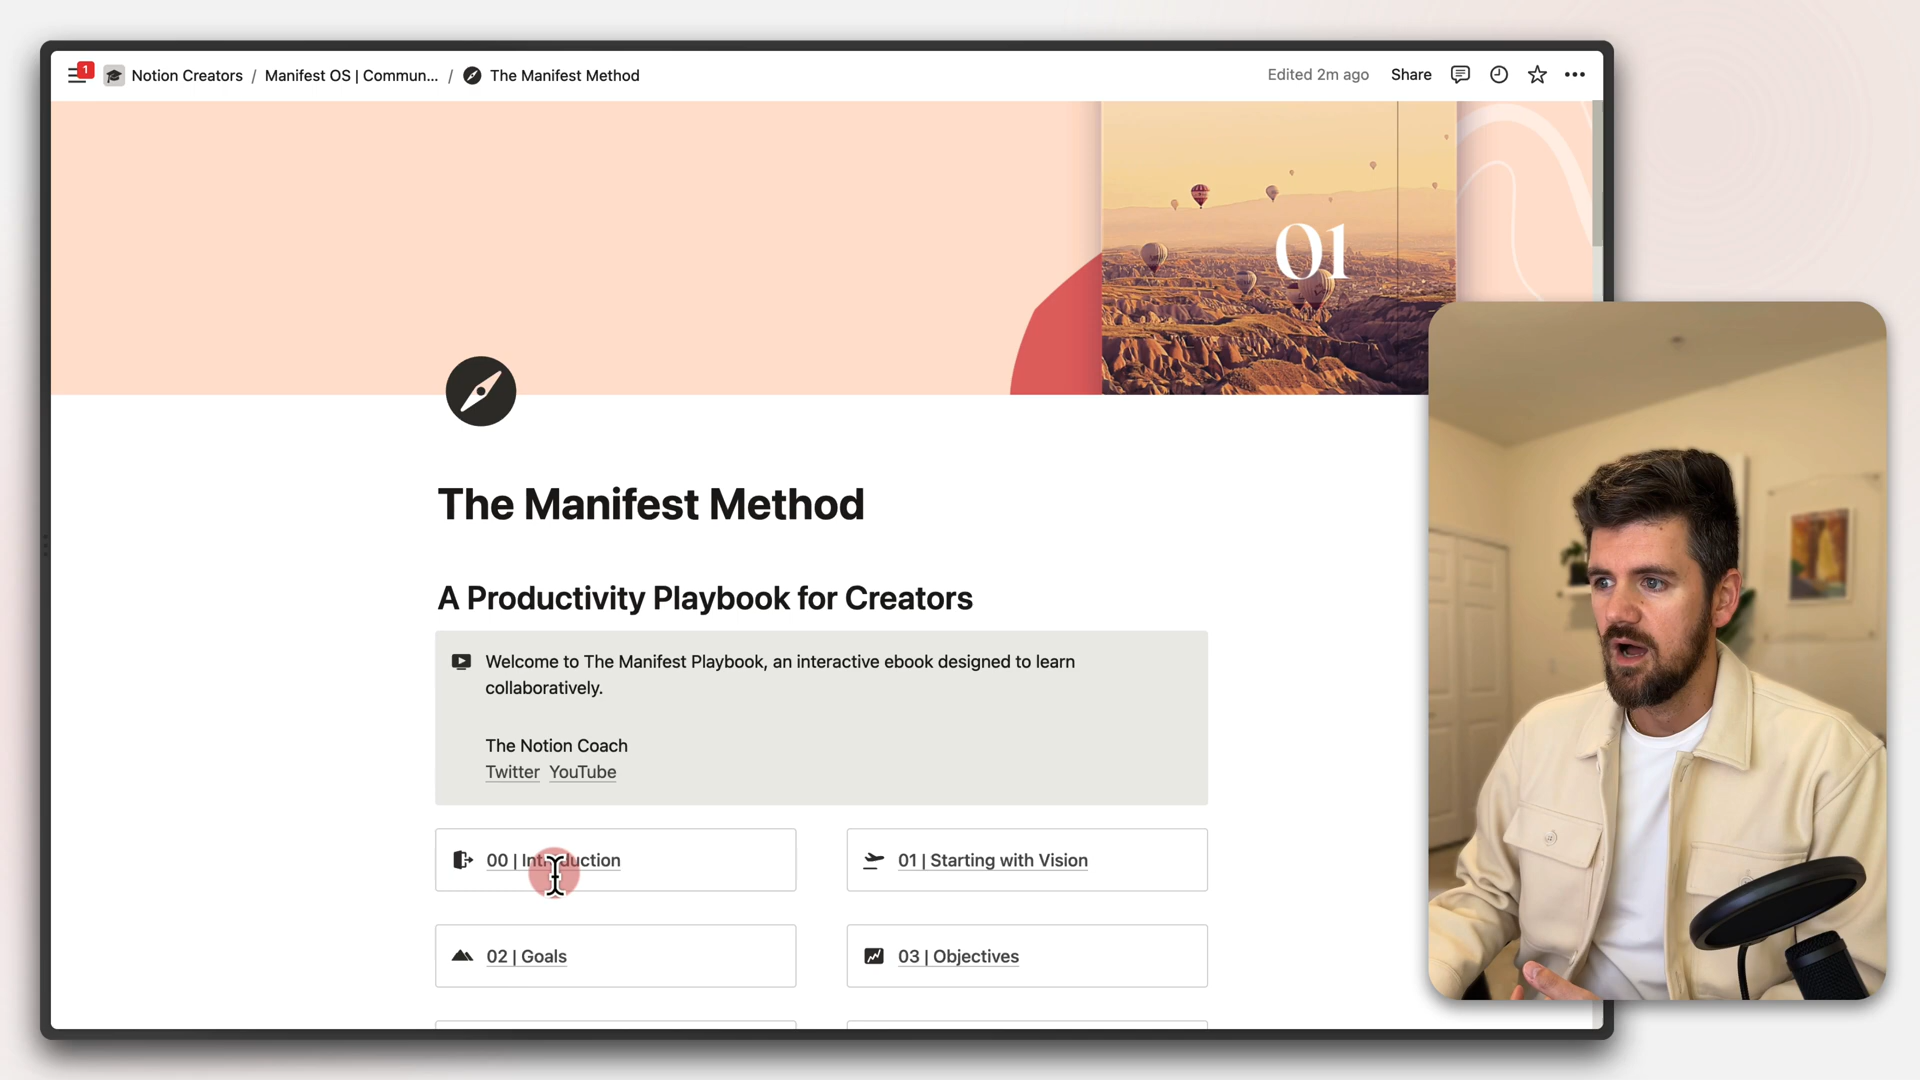 1
Notion Creators / Manifest OS | Commun... / The Manifest Method
Edited 2m ago Share
01
The Manifest Method
A Productivity Playbook for Creators
Welcome to The Manifest Playbook, an interactive ebook designed to learn
collaboratively.
The Notion Coach
Twitter YouTube
00 | Introduction
01 | Starting with Vision
02 | Goals
03 | Objectives